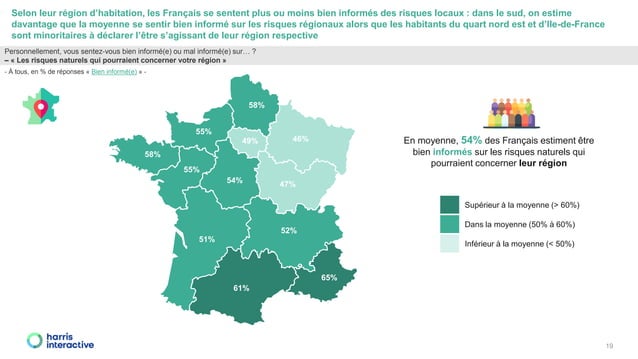 Selon leur région d’habitation, les Français se sentent plus ou moins bien informés des risques locaux : dans le sud, on estime
davantage que la moyenne se sentir bien informé sur les risques régionaux alors que les habitants du quart nord est et d’Ile-de-France
sont minoritaires à déclarer l’être s’agissant de leur région respective
Personnellement, vous sentez-vous bien informé(e) ou mal informé(e) sur… ?
– « Les risques naturels qui pourraient concerner votre région »
- À tous, en % de réponses « Bien informé(e) » -
58%
55%
49%
46%
58%
55%
54%
47%
51%
52%
61%
65%
En moyenne, 54% des Français estiment être
bien informés sur les risques naturels qui
pourraient concerner leur région
Supérieur à la moyenne (> 60%)
Dans la moyenne (50% à 60%)
Inférieur à la moyenne (< 50%)
harris
interactive
19